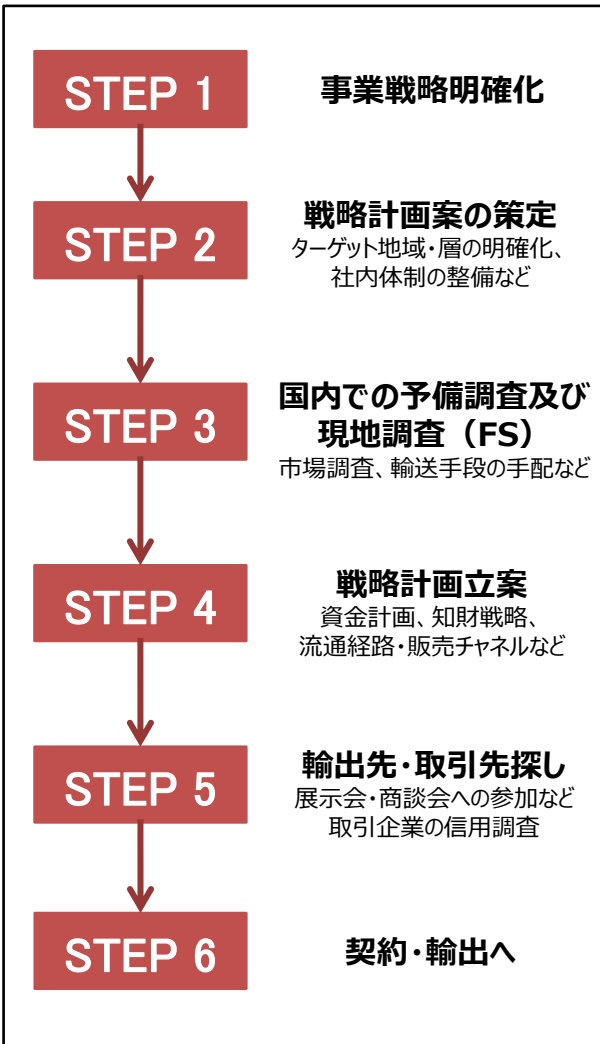 STEP 1
事業戦略明確化
STEP 2
戦略計画案の策定
ターゲット地域・層の明確化、
社内体制の整備など
STEP 3
国内での予備調査及び
現地調査（FS）
市場調査、輸送手段の手配など
STEP 4
戦略計画立案
資金計画、知財戦略、
流通経路・販売チャネルなど
STEP 5
輸出先・取引先探し
展示会・商談会への参加など
取引企業の信用調査
STEP 6
契約・輸出へ